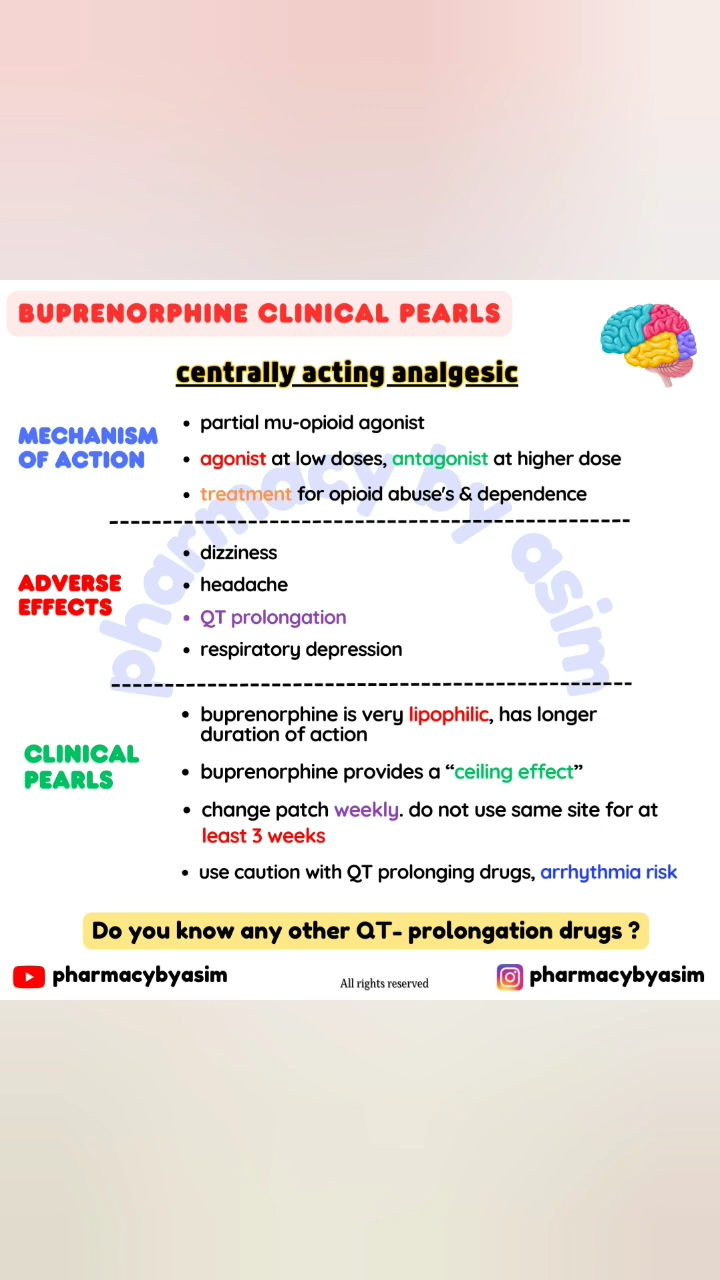 BUPRENORPHINE CLINICAL PEARLS
centrally acting analgesic
MECHANISM
OF ACTION
• partial mu-opioid agonist
• agonist at low doses, antagonist at higher dose
• treatment for opioid abuse's & dependence
ADVERSE
EFFECTS
• dizziness
• headache
• QT prolongation
• respiratory depression
CLINICAL
PEARLS
• buprenorphine is very lipophilic, has longer
duration of action
• buprenorphine provides a “ceiling effect”
• change patch weekly. do not use same site for at
least 3 weeks
• use caution with QT prolonging drugs, arrhythmia risk
pharmacy by asim
Do you know any other QT- prolongation drugs ?
pharmacybyasim
All rights reserved
pharmacybyasim